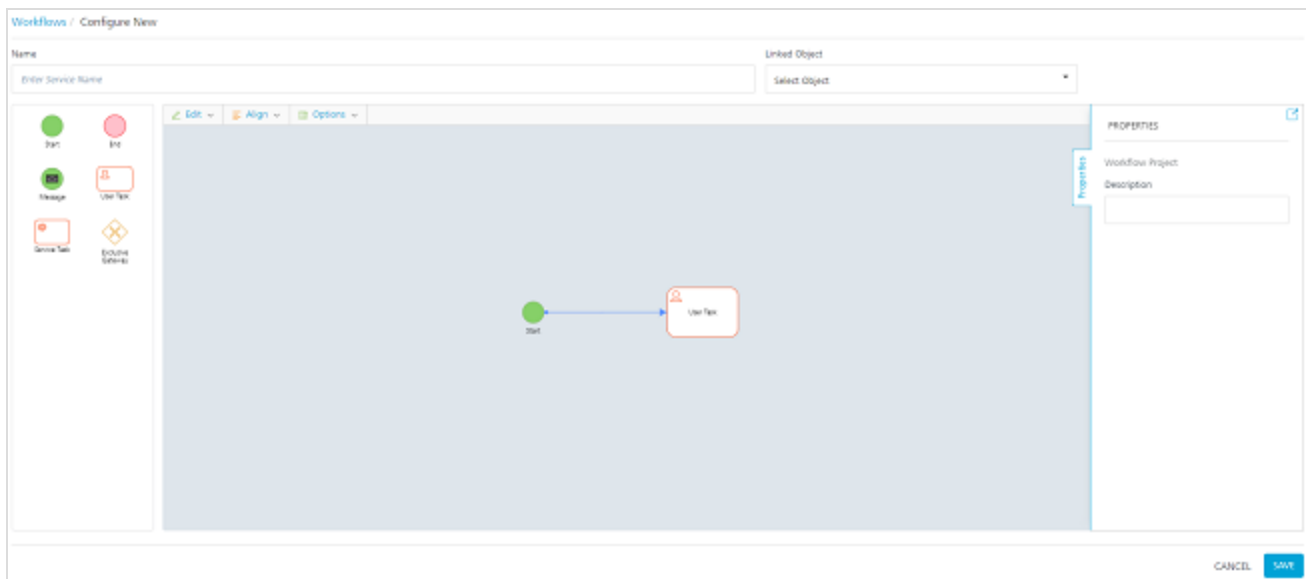 Workflows / Configure New
Name
Linked Object
Enter Service Name
Select Object
Edit
Align
Options
Start
End
Message
User Task
Service Task
Exclusive
Gateway
Start
User Task
Properties
PROPERTIES
Workflow Project
Description
CANCEL
SAVE